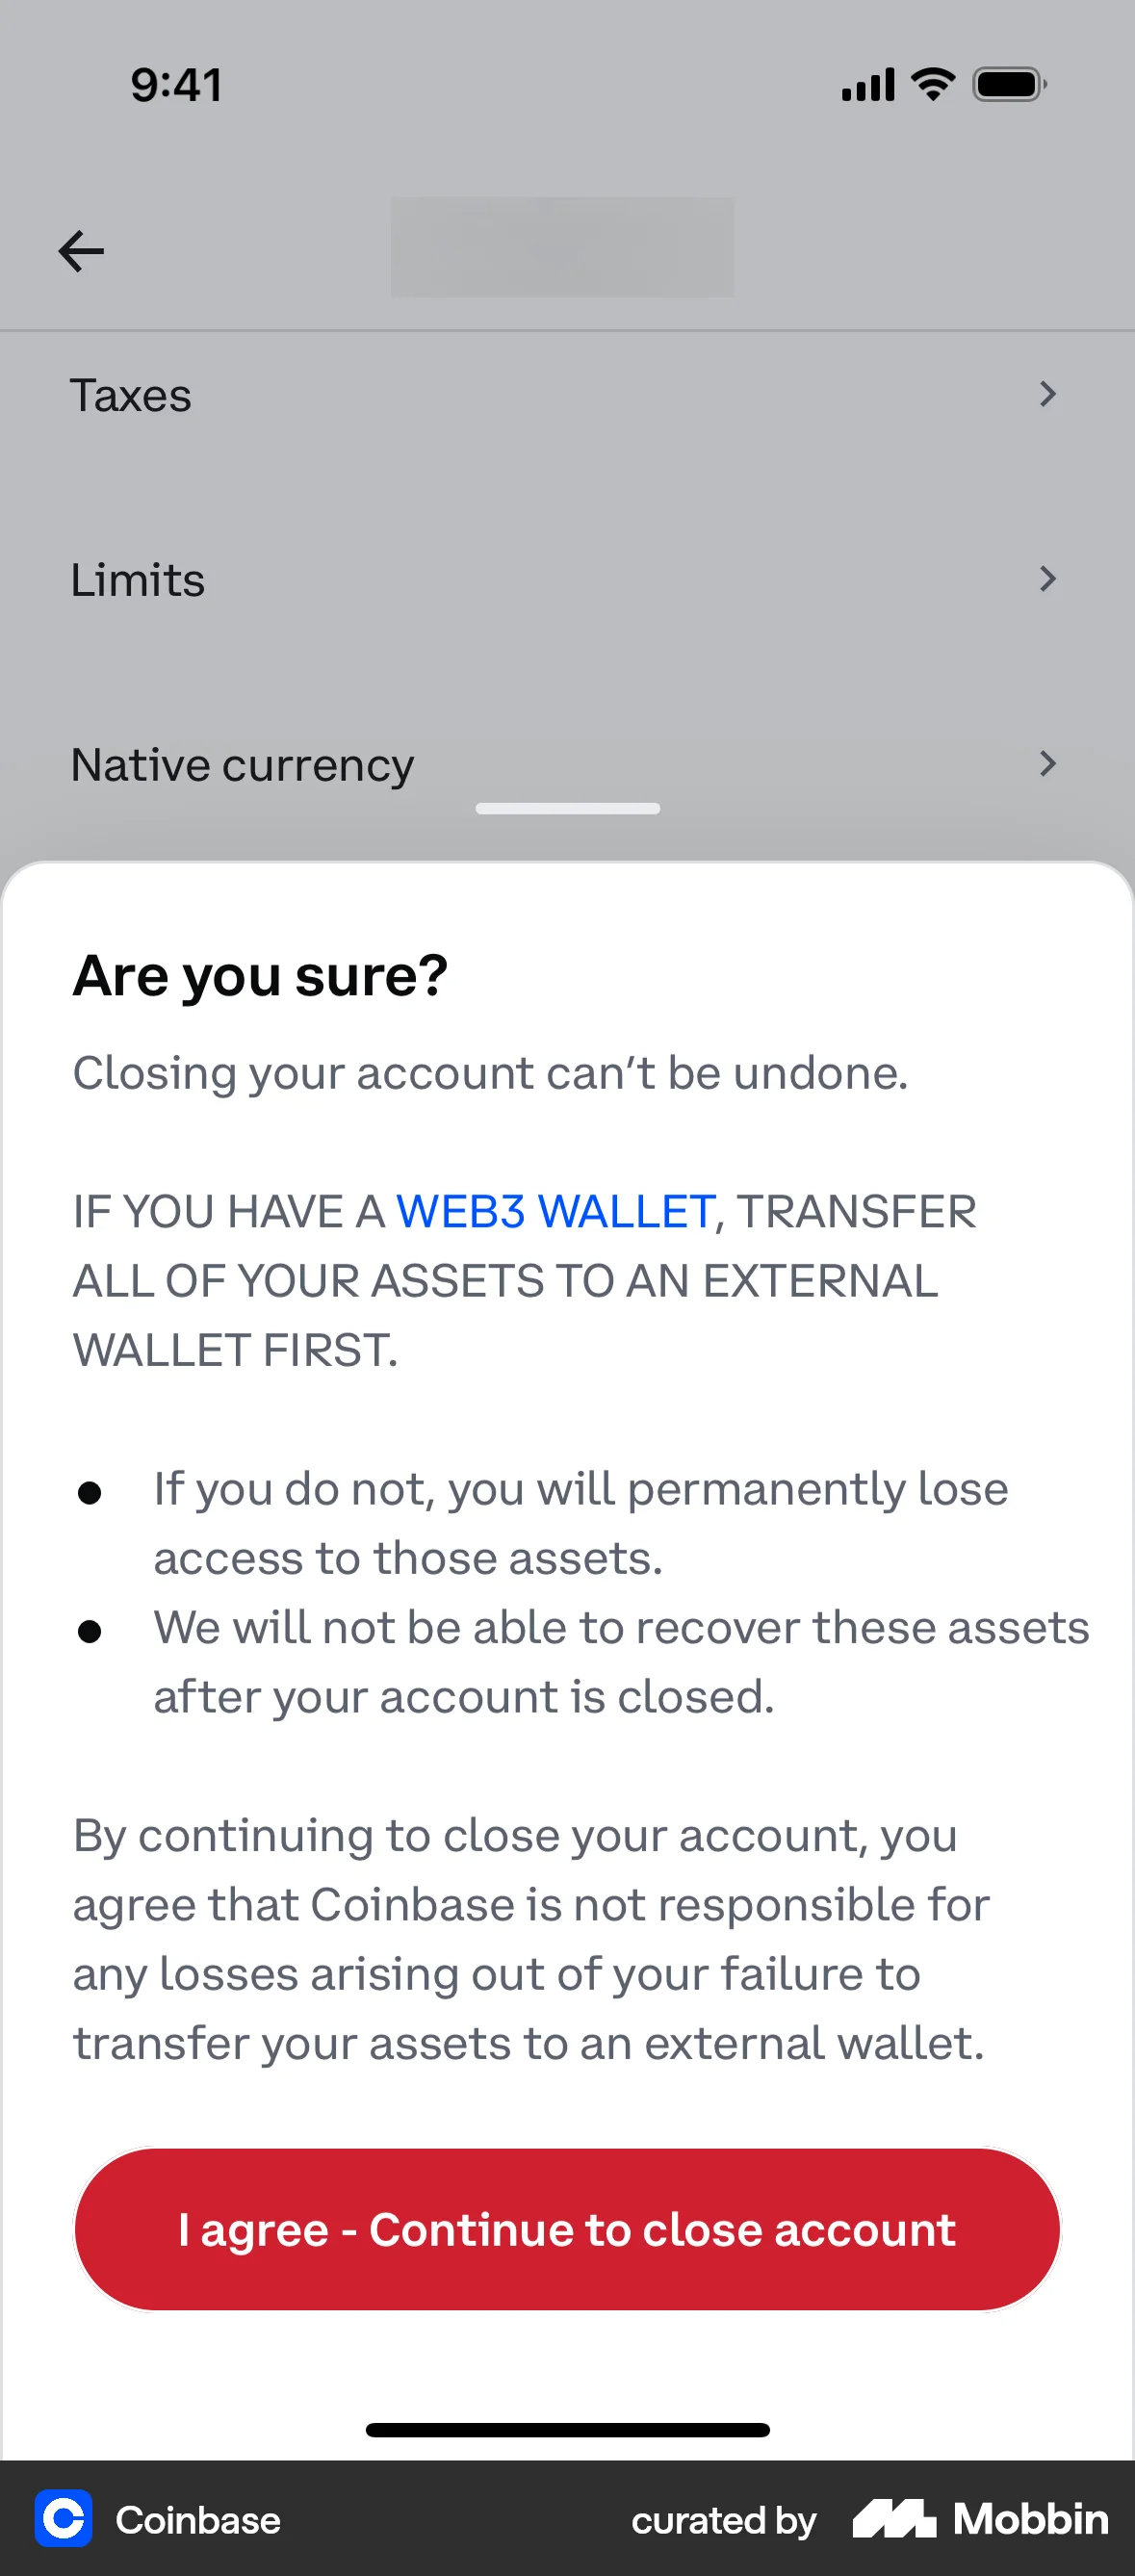 9:41
Taxes
Limits
Native currency
Are you sure?
Closing your account can’t be undone.
IF YOU HAVE A WEB3 WALLET, TRANSFER
ALL OF YOUR ASSETS TO AN EXTERNAL
WALLET FIRST.
● If you do not, you will permanently lose
access to those assets.
● We will not be able to recover these assets
after your account is closed.
By continuing to close your account, you
agree that Coinbase is not responsible for
any losses arising out of your failure to
transfer your assets to an external wallet.
I agree - Continue to close account
Coinbase
curated by Mobbin